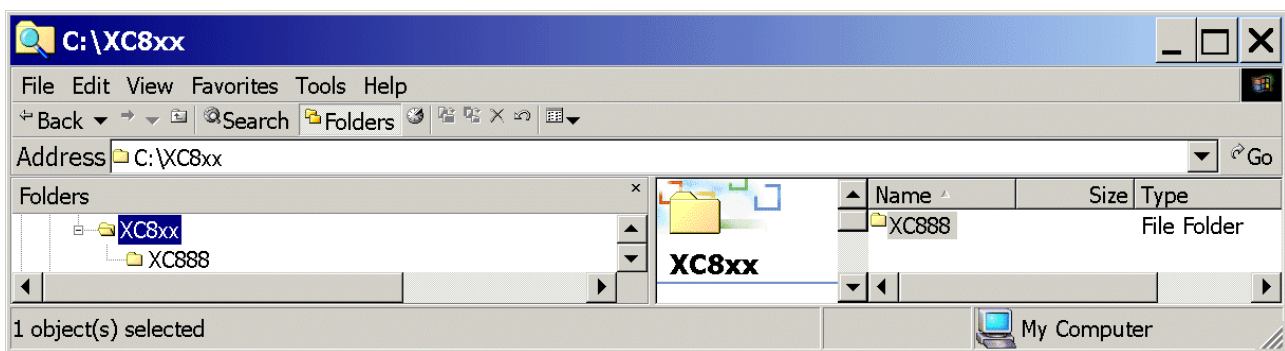 C:\XC8xx
File Edit View Favorites Tools Help
Back Search Folders
Address C:\XC8xx Go
Folders
XC8xx
XC888
XC8xx
Name Size Type
XC888 File Folder
1 object(s) selected My Computer